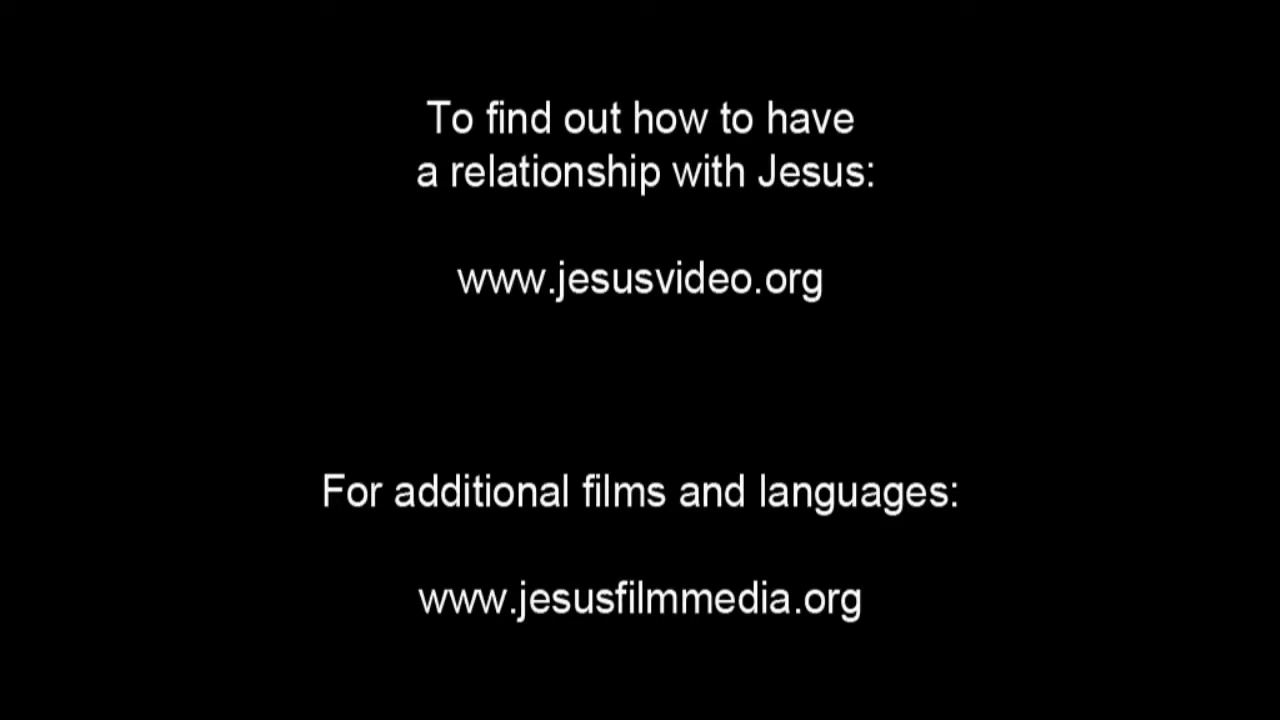 To find out how to have
a relationship with Jesus:
www.jesusvideo.org
For additional films and languages:
www.jesusfilmmedia.org